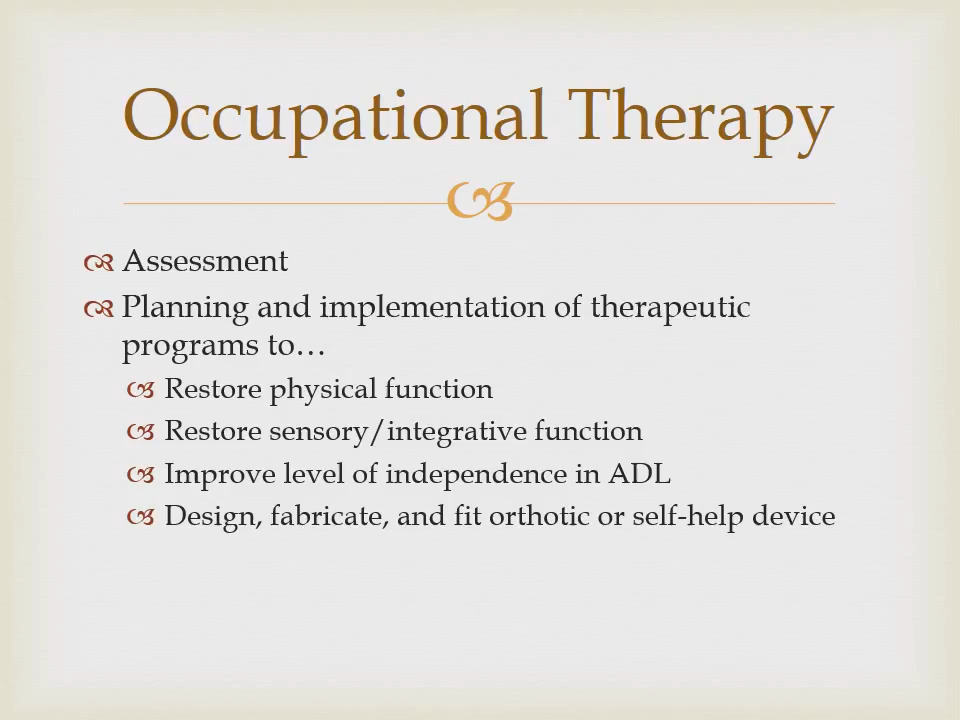 Occupational Therapy
Assessment
Planning and implementation of therapeutic
programs to…
Restore physical function
Restore sensory/integrative function
Improve level of independence in ADL
Design, fabricate, and fit orthotic or self-help device